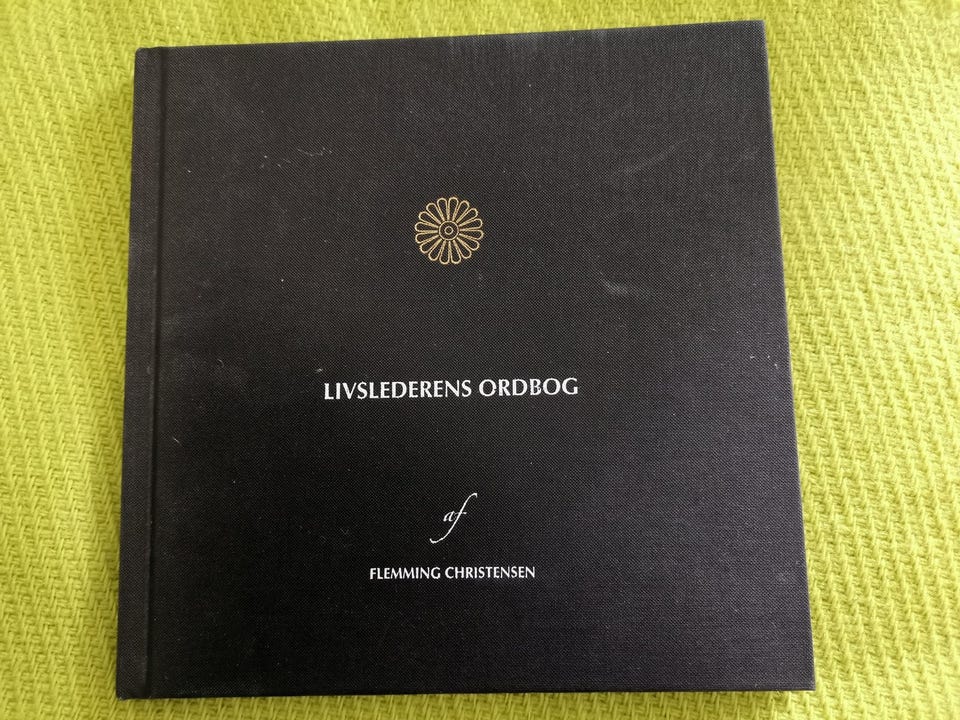 LIVSLEDERENS ORDBOG
af
FLEMMING CHRISTENSEN